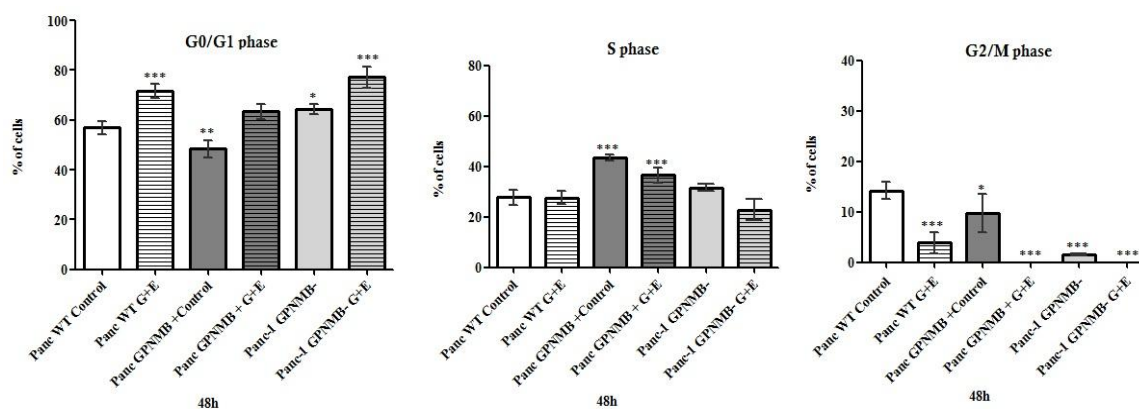 G0/G1 phase
100
80
60
40
20
0
% of cells
***
**
*
***
Panc WT Control
Panc WT G+E
Panc GPNMB +Control
Panc GPNMB + G+E
Panc-1 GPNMB-
Panc-1 GPNMB- G+E
48h
S phase
80
60
40
20
0
% of cells
***
***
Panc WT Control
Panc WT G+E
Panc GPNMB +Control
Panc GPNMB + G+E
Panc-1 GPNMB-
Panc-1 GPNMB- G+E
48h
G2/M phase
40
30
20
10
0
% of cells
***
*
***
***
***
Panc WT Control
Panc WT G+E
Panc GPNMB +Control
Panc GPNMB + G+E
Panc-1 GPNMB-
Panc-1 GPNMB- G+E
48h